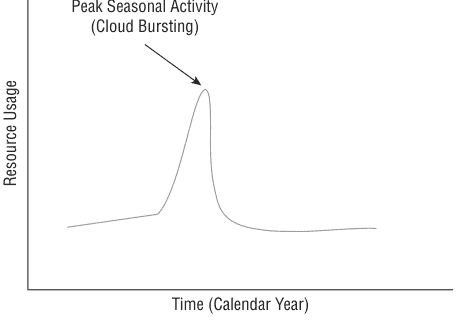 Peak Seasonal Activity
(Cloud Bursting)
Resource Usage
Time (Calendar Year)